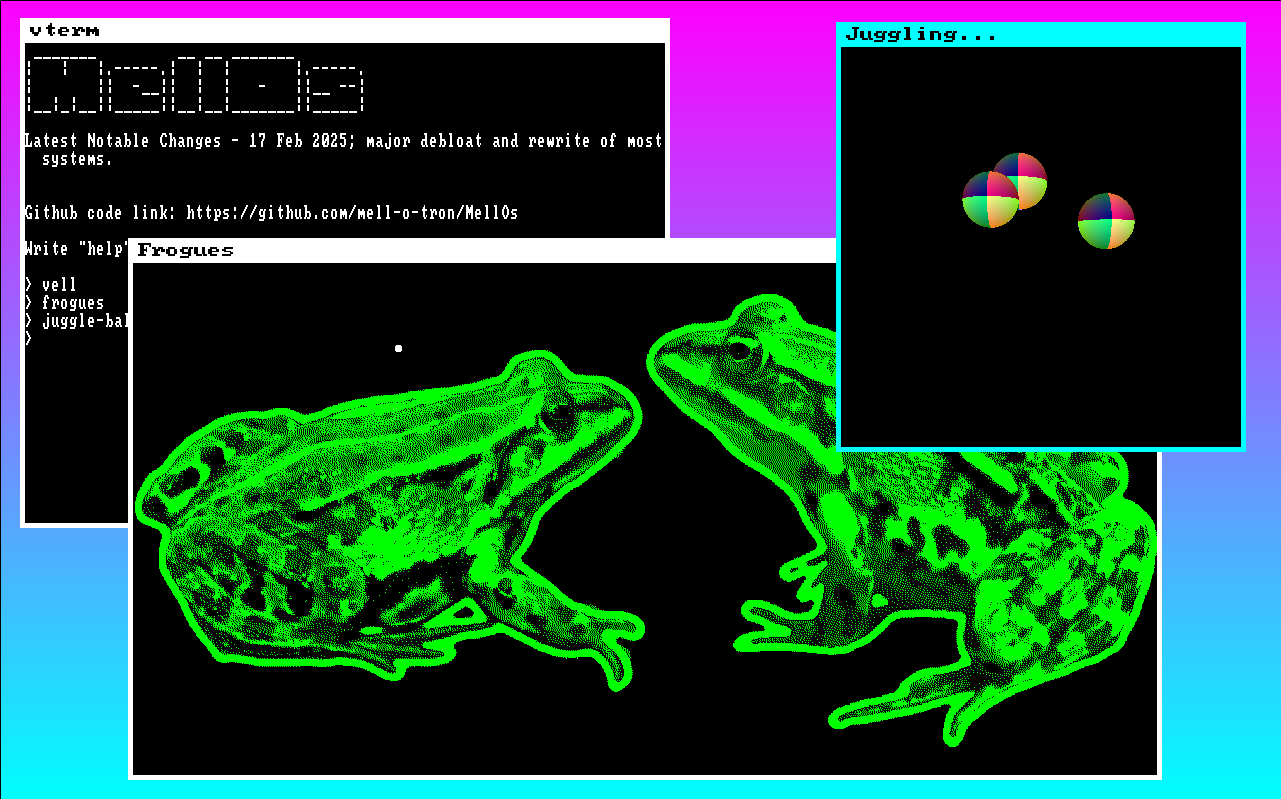 vterm
MellOs
Latest Notable Changes - 17 Feb 2025; major debloat and rewrite of most
systems.
Github code link: https://github.com/mell-o-tron/MellOs
Write "help"
> vell
> frogues
> juggle-bal
>
Frogues
Juggling...